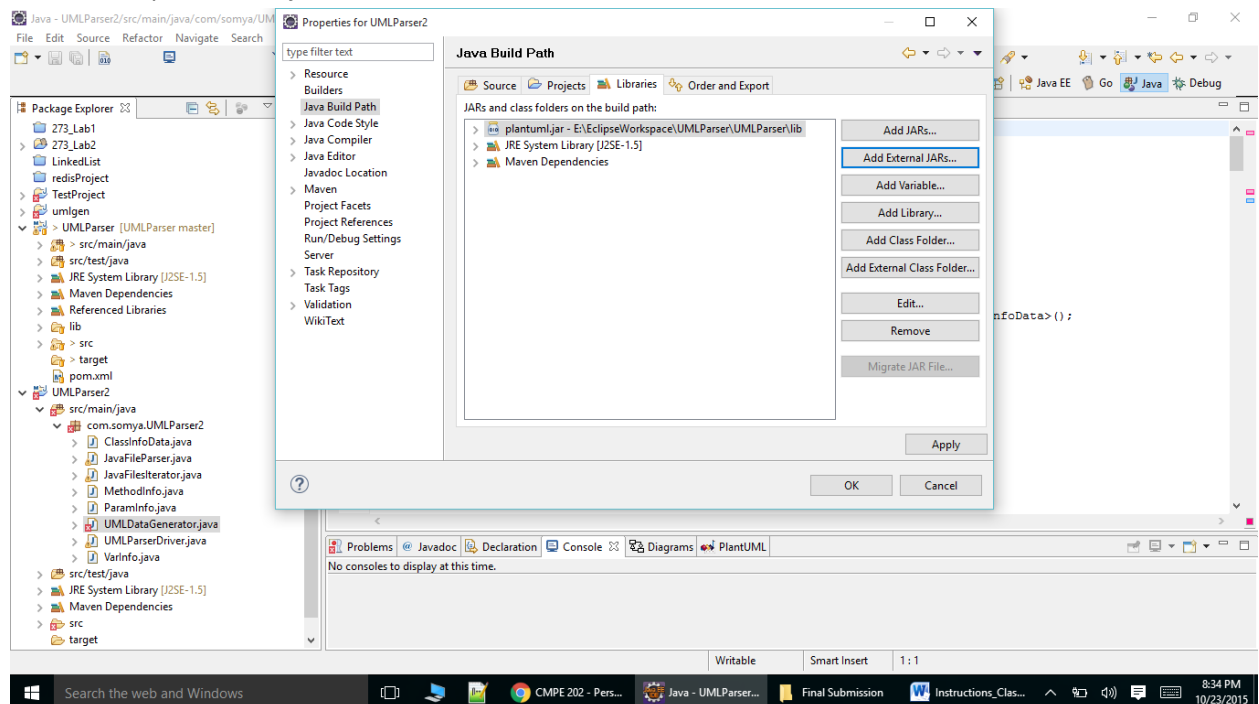 Java - UMLParser2/src/main/java/com/somya/UM
File Edit Source Refactor Navigate Search
Java EE Go Java Debug
Package Explorer
273_Lab1
273_Lab2
LinkedList
redisProject
TestProject
umlgen
> UMLParser [UMLParser master]
> src/main/java
src/test/java
JRE System Library [J2SE-1.5]
Maven Dependencies
Referenced Libraries
lib
> src
> target
pom.xml
UMLParser2
src/main/java
com.somya.UMLParser2
ClassInfoData.java
JavaFileParser.java
JavaFilesIterator.java
MethodInfo.java
ParamInfo.java
UMLDataGenerator.java
UMLParserDriver.java
VarInfo.java
src/test/java
JRE System Library [J2SE-1.5]
Maven Dependencies
src
target
Properties for UMLParser2
type filter text
Resource
Builders
Java Build Path
Java Code Style
Java Compiler
Java Editor
Javadoc Location
Maven
Project Facets
Project References
Run/Debug Settings
Server
Task Repository
Task Tags
Validation
WikiText
Java Build Path
Source Projects Libraries Order and Export
JARs and class folders on the build path:
plantuml.jar - E:\EclipseWorkspace\UMLParser\UMLParser\lib
JRE System Library [J2SE-1.5]
Maven Dependencies
Add JARs...
Add External JARs...
Add Variable...
Add Library...
Add Class Folder...
Add External Class Folder...
Edit...
Remove
Migrate JAR File...
Apply
OK Cancel
nfoData>();
Problems @ Javadoc Declaration Console Diagrams PlantUML
No consoles to display at this time.
Writable Smart Insert 1 : 1
Search the web and Windows
CMPE 202 - Pers... Java - UMLParser... Final Submission Instructions_Clas...
8:34 PM
10/23/2015